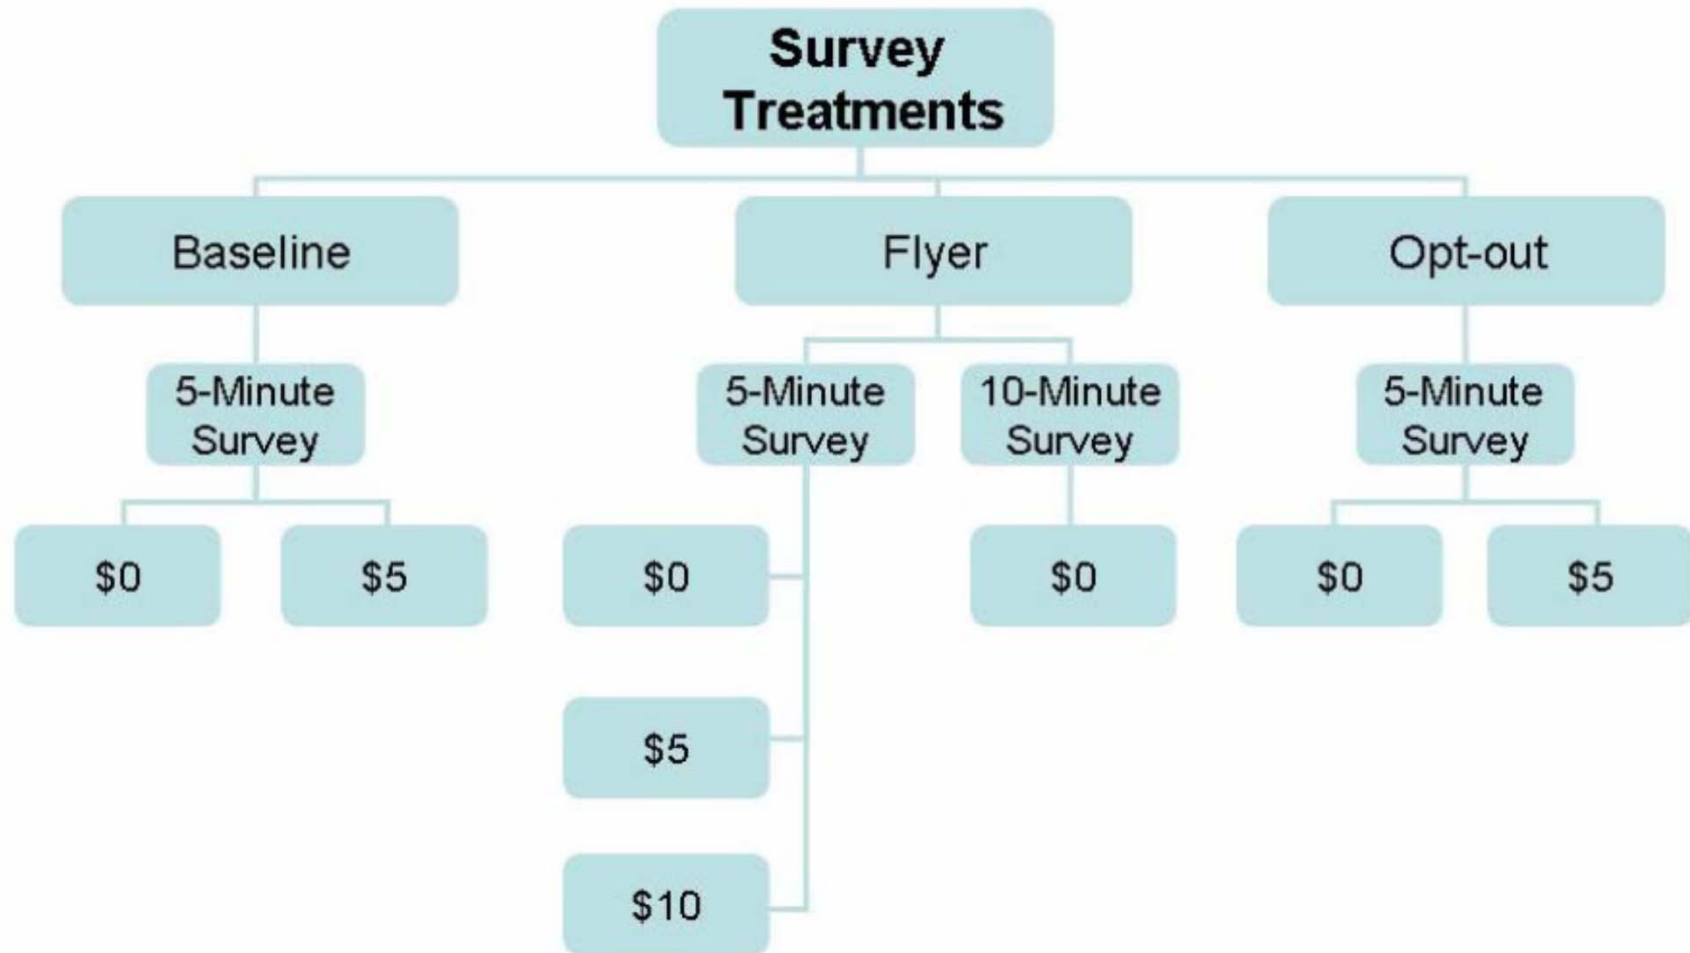 Survey
Treatments
Baseline
Flyer
Opt-out
5-Minute
Survey
5-Minute
Survey
10-Minute
Survey
5-Minute
Survey
$0
$5
$0
$0
$0
$5
$5
$10